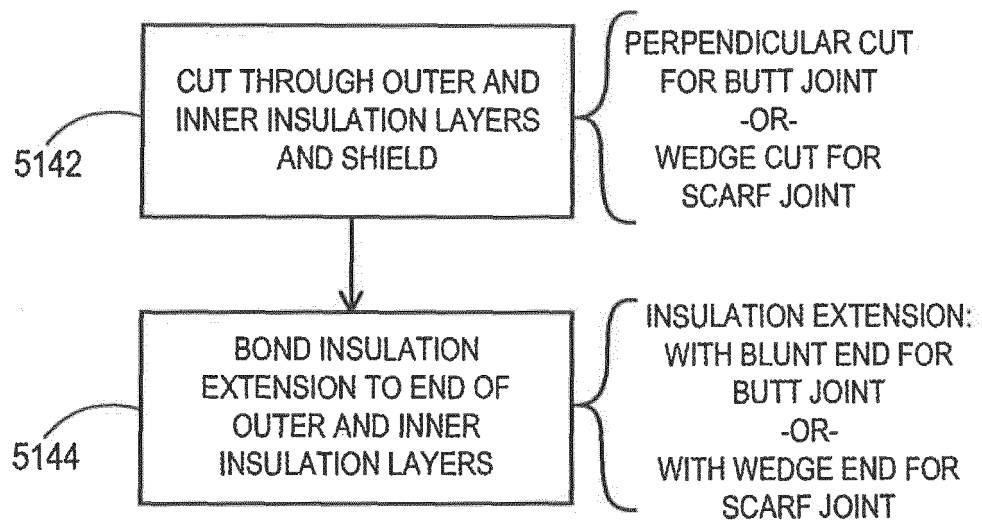 CUT THROUGH OUTER AND
INNER INSULATION LAYERS
AND SHIELD
5142
PERPENDICULAR CUT
FOR BUTT JOINT
-OR-
WEDGE CUT FOR
SCARF JOINT
BOND INSULATION
EXTENSION TO END OF
OUTER AND INNER
INSULATION LAYERS
5144
INSULATION EXTENSION:
WITH BLUNT END FOR
BUTT JOINT
-OR-
WITH WEDGE END FOR
SCARF JOINT